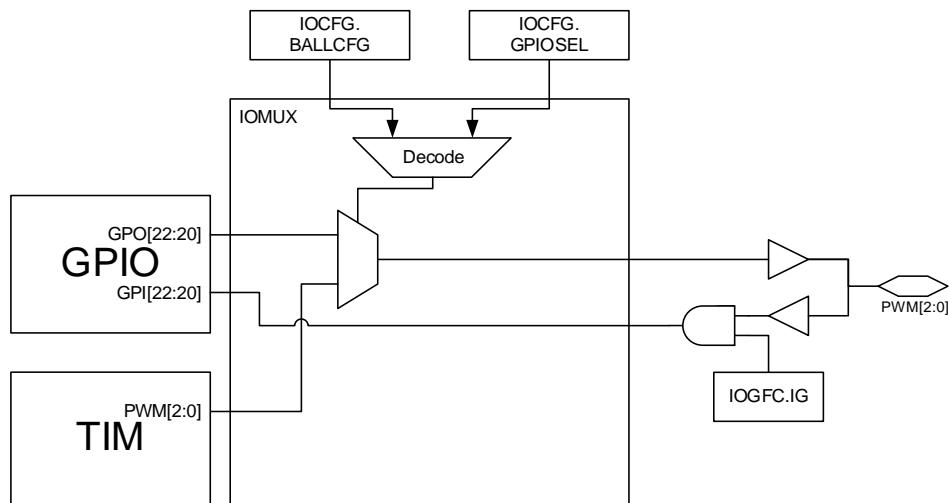 IOCFG.
BALLCFG
IOCFG.
GPIOSEL
IOMUX
Decode
GPO[22:20]
GPIO
GPI[22:20]
PWM[2:0]
IOGFC.IG
PWM[2:0]
TIM